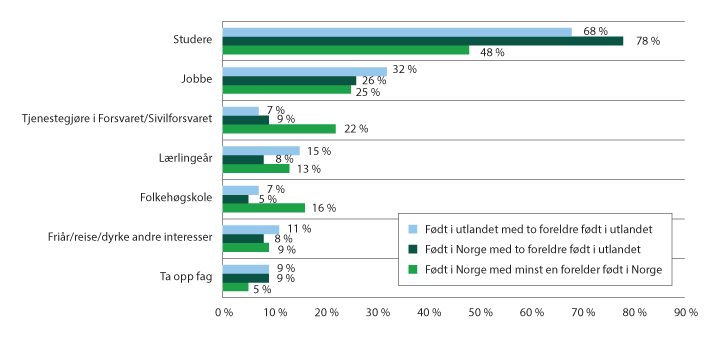 Studere
68 %
78 %
48 %
Jobbe
32 %
26 %
25 %
Tjenestegjøre i Forsvaret/Sivilforsvaret
7 %
9 %
22 %
Lærlingeår
15 %
8 %
13 %
Folkehøgskole
7 %
5 %
16 %
Friår/reise/dyrke andre interesser
11 %
8 %
9 %
Ta opp fag
9 %
9 %
5 %
Født i utlandet med to foreldre født i utlandet
Født i Norge med to foreldre født i utlandet
Født i Norge med minst en forelder født i Norge
0 % 10 % 20 % 30 % 40 % 50 % 60 % 70 % 80 % 90 %